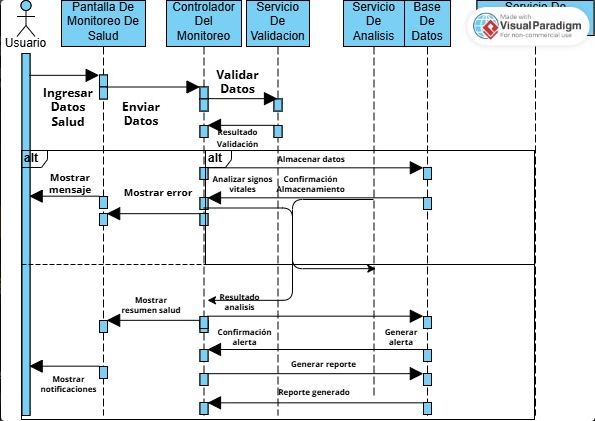 Pantalla De
Monitoreo De
Salud
Controlador
Del
Monitoreo
Servicio
De
Validacion
Servicio
De
Analisis
Base
De
Datos
Servicio De
Made with
Visual Paradigm
For non-commercial use
Usuario
Ingresar
Datos
Salud
Enviar
Datos
Validar
Datos
Resultado
Validación
alt
alt
Almacenar datos
Mostrar
mensaje
Mostrar error
Analizar signos
vitales
Confirmación
Almacenamiento
Resultado
analisis
Mostrar
resumen salud
Confirmación
alerta
Generar
alerta
Generar reporte
Mostrar
notificaciones
Reporte generado